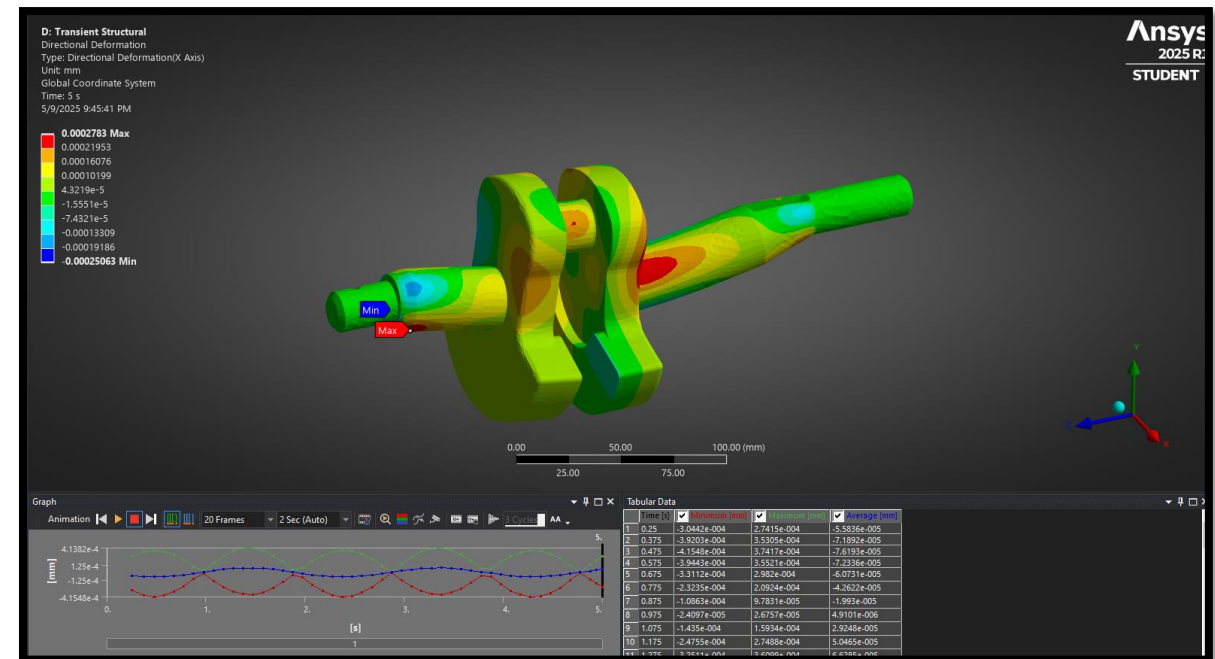 D: Transient Structural
Directional Deformation
Type: Directional Deformation(X Axis)
Unit: mm
Global Coordinate System
Time: 5 s
5/9/2025 9:45:41 PM
0.0002783 Max
0.00021953
0.00016076
0.00010199
4.3219e-5
-1.5551e-5
-7.4321e-5
-0.00013309
-0.00019186
-0.00025063 Min
Ansys
2025 R
STUDENT
Min
Max
Y
Z
X
0.00 50.00 100.00 (mm)
25.00 75.00
Graph
Animation 20 Frames 2 Sec (Auto) 3 Cycles AA
5.
4.1382e-4
1.25e-4
-1.25e-4
-4.1548e-4
[mm]
0. 1. 2. 3. 4. 5.
[s]
1
Tabular Data
Time [s] Minimum [mm] Maximum [mm] Average [mm]
1 0.25 -3.0442e-004 2.7415e-004 -5.5836e-005
2 0.375 -3.9203e-004 3.5305e-004 -7.1892e-005
3 0.475 -4.1548e-004 3.7417e-004 -7.6193e-005
4 0.575 -3.9443e-004 3.5521e-004 -7.2336e-005
5 0.675 -3.3112e-004 2.982e-004 -6.0731e-005
6 0.775 -2.3235e-004 2.0924e-004 -4.2622e-005
7 0.875 -1.0863e-004 9.7831e-005 -1.993e-005
8 0.975 -2.4097e-005 2.6757e-005 4.9101e-006
9 1.075 -1.435e-004 1.5934e-004 2.9248e-005
10 1.175 -2.4755e-004 2.7488e-004 5.0465e-005